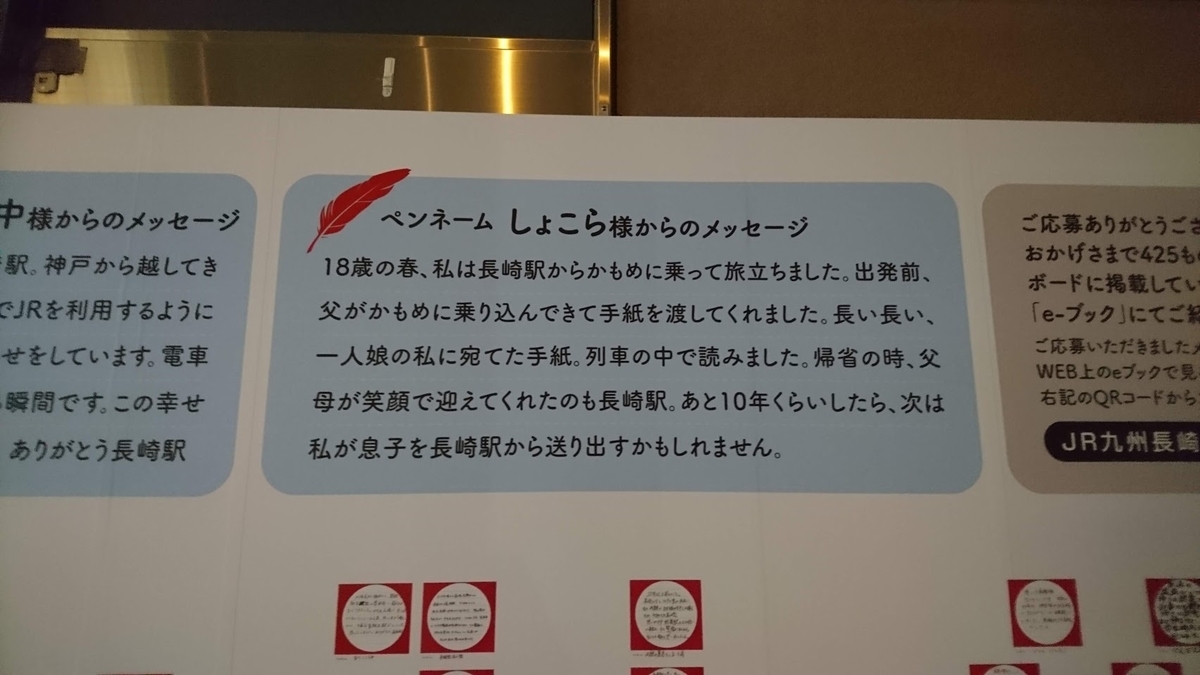 中様からのメッセージ
駅。神戸から越してき
でJRを利用するように
せをしています。電車
瞬間です。この幸せ
ありがとう長崎駅
ペンネーム しょこら様からのメッセージ
18歳の春、私は長崎駅からかもめに乗って旅立ちました。出発前、
父がかもめに乗り込んできて手紙を渡してくれました。長い長い、
一人娘の私に宛てた手紙。列車の中で読みました。帰省の時、父
母が笑顔で迎えてくれたのも長崎駅。あと10年くらいしたら、次は
私が息子を長崎駅から送り出すかもしれません。
ご応募ありがとうござ
おかげさまで425も
ボードに掲載してい
「e-ブック」にてご紹
ご応募いただきましたメ
WEB上のeブックで見
右記のQRコードから
JR九州長崎